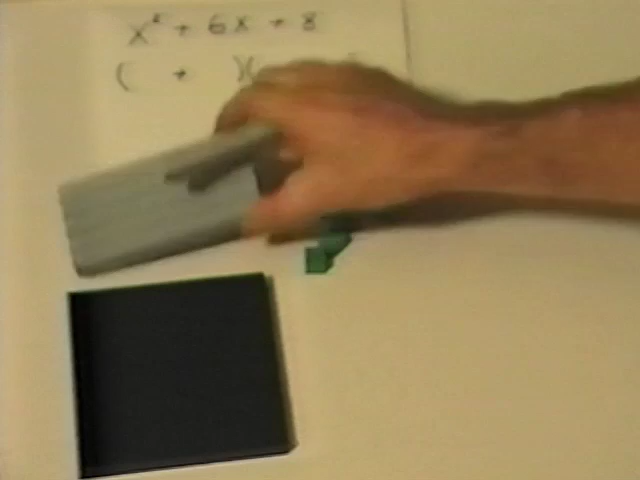 x² + 6x + 8
( + )(